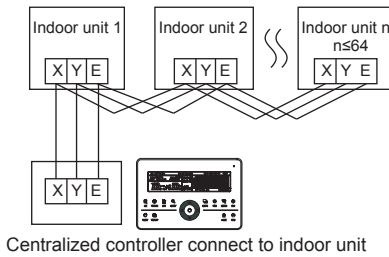 Indoor unit 1
Indoor unit 2
Indoor unit n
n≤64
X Y E
X Y E
X Y E
X Y E
Centralized controller connect to indoor unit